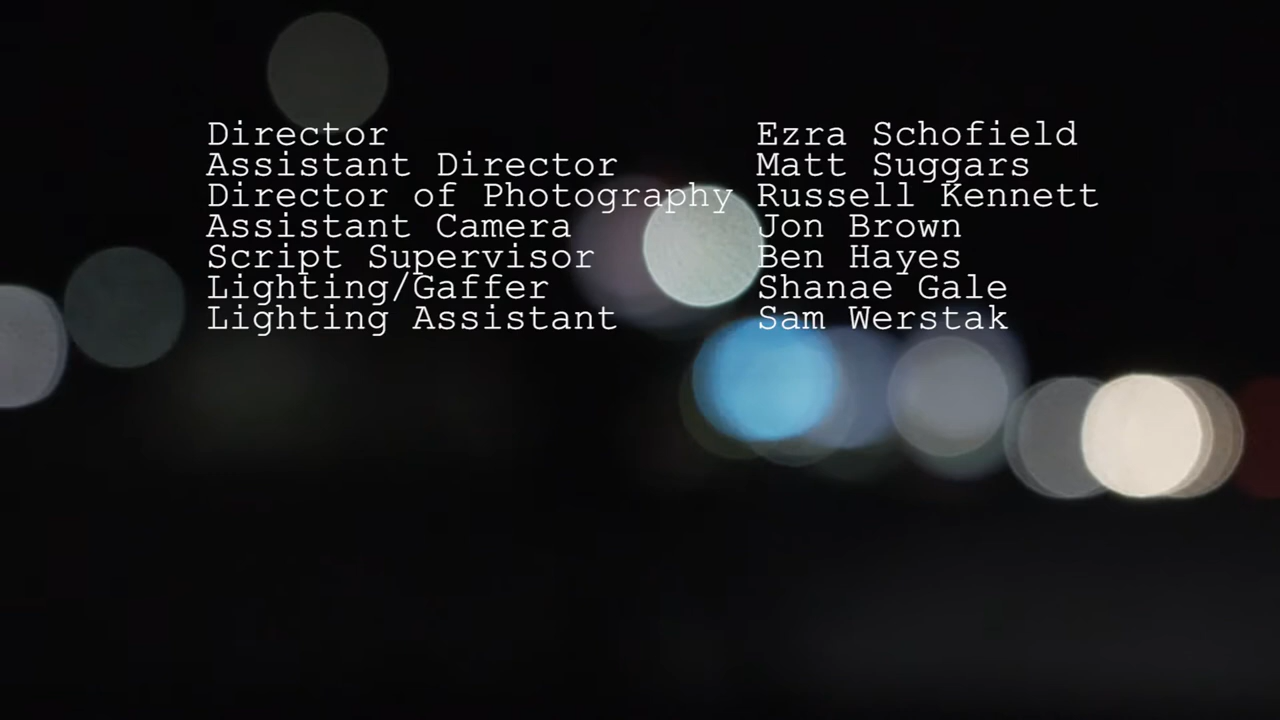 Director Ezra Schofield
Assistant Director Matt Suggars
Director of Photography Russell Kennett
Assistant Camera Jon Brown
Script Supervisor Ben Hayes
Lighting/Gaffer Shanae Gale
Lighting Assistant Sam Werstak